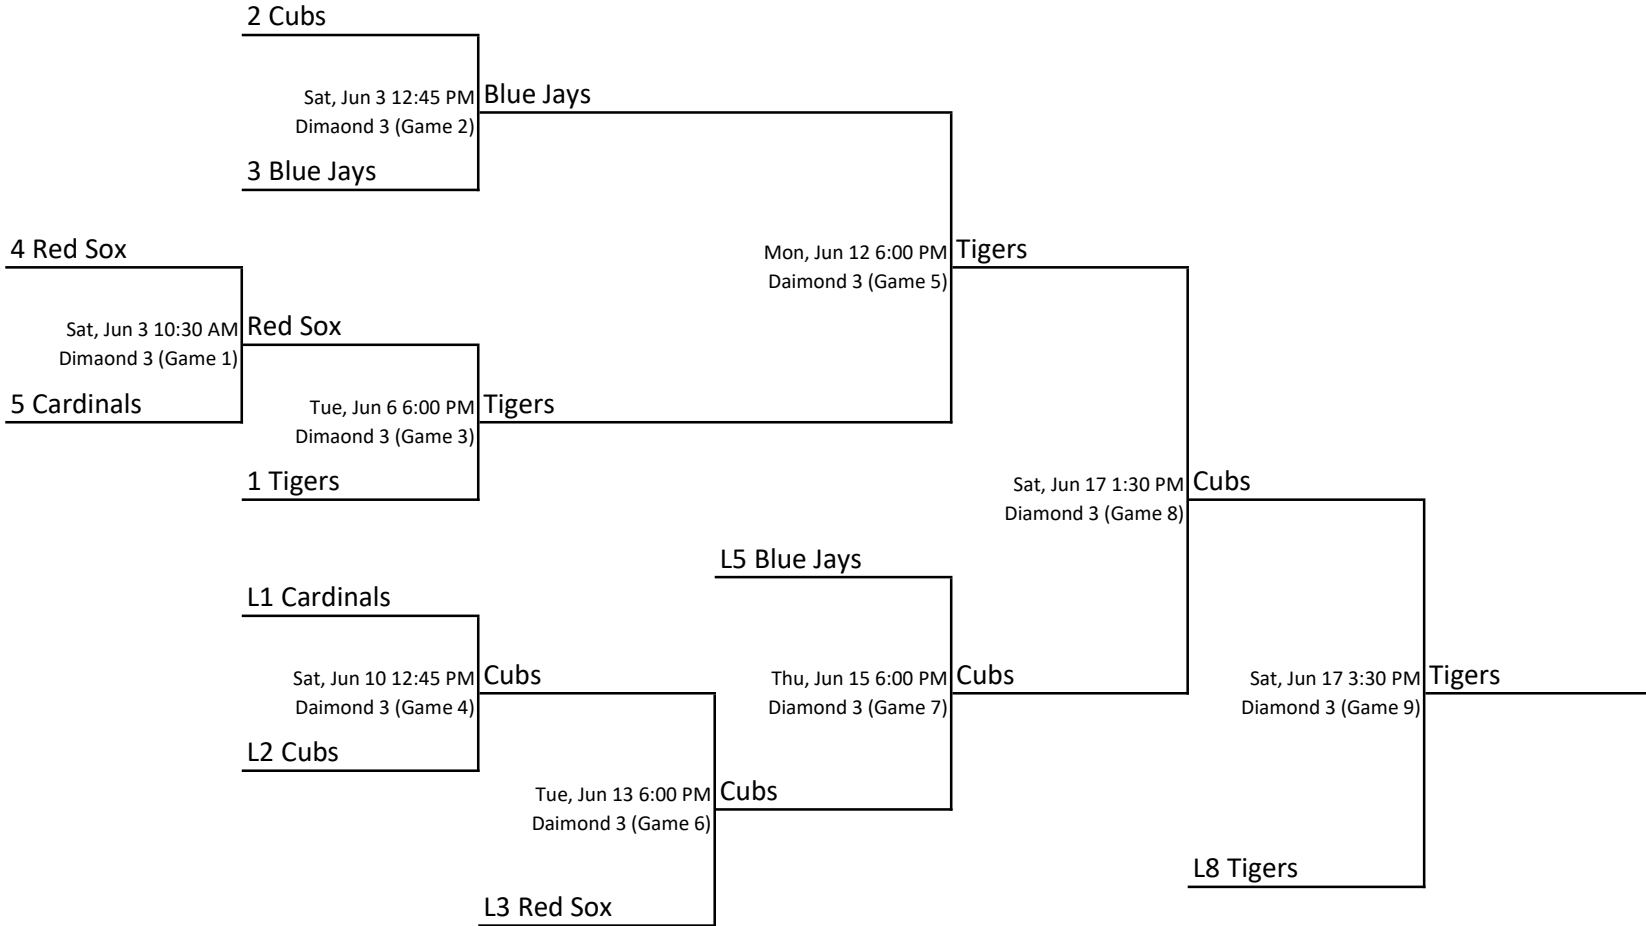 2 Cubs
Sat, Jun 3 12:45 PM
Blue Jays
Dimaond 3 (Game 2)
3 Blue Jays
4 Red Sox
Mon, Jun 12 6:00 PM
Tigers
Daimond 3 (Game 5)
Sat, Jun 3 10:30 AM
Red Sox
Dimaond 3 (Game 1)
5 Cardinals
Tue, Jun 6 6:00 PM
Tigers
Dimaond 3 (Game 3)
1 Tigers
Sat, Jun 17 1:30 PM
Cubs
Diamond 3 (Game 8)
L5 Blue Jays
L1 Cardinals
Sat, Jun 10 12:45 PM
Cubs
Daimond 3 (Game 4)
Thu, Jun 15 6:00 PM
Cubs
Diamond 3 (Game 7)
Sat, Jun 17 3:30 PM
Tigers
Diamond 3 (Game 9)
L2 Cubs
Tue, Jun 13 6:00 PM
Cubs
Daimond 3 (Game 6)
L8 Tigers
L3 Red Sox